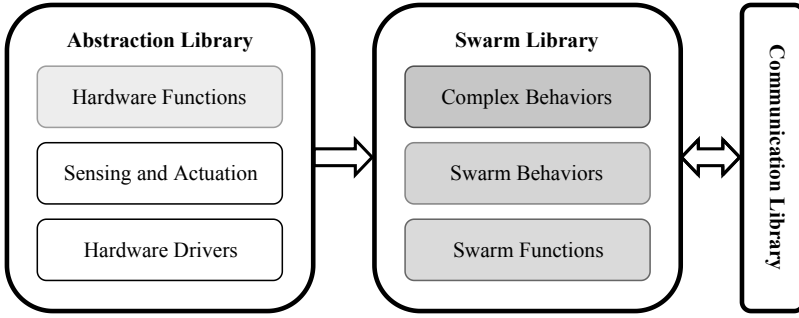 Abstraction Library
Hardware Functions
Sensing and Actuation
Hardware Drivers
Swarm Library
Complex Behaviors
Swarm Behaviors
Swarm Functions
Communication Library